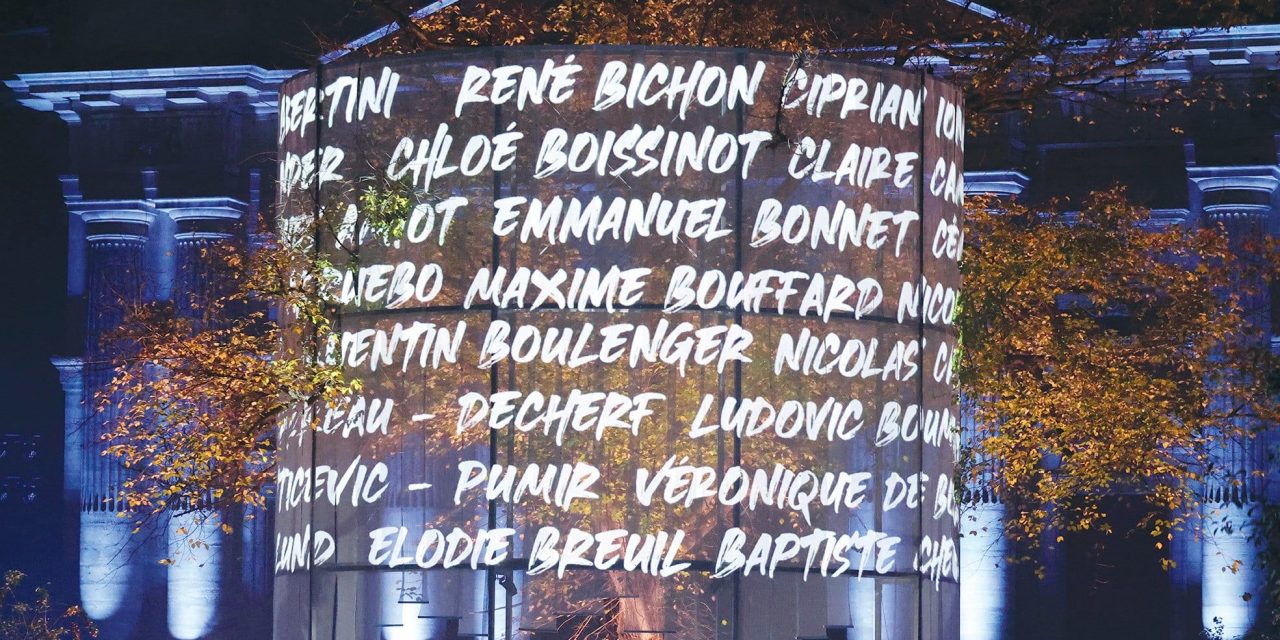 RENÉ BICHON CIPRIAN
CHLOÉ BOISSINOT CLAIRE
EMMANUEL BONNET
MAXIME BOUFFARD
BOULENGER NICOLAS
- DECHERF LUDOVIC
- PUMIR VÉRONIQUE DE
ELODIE BREUIL BAPTISTE